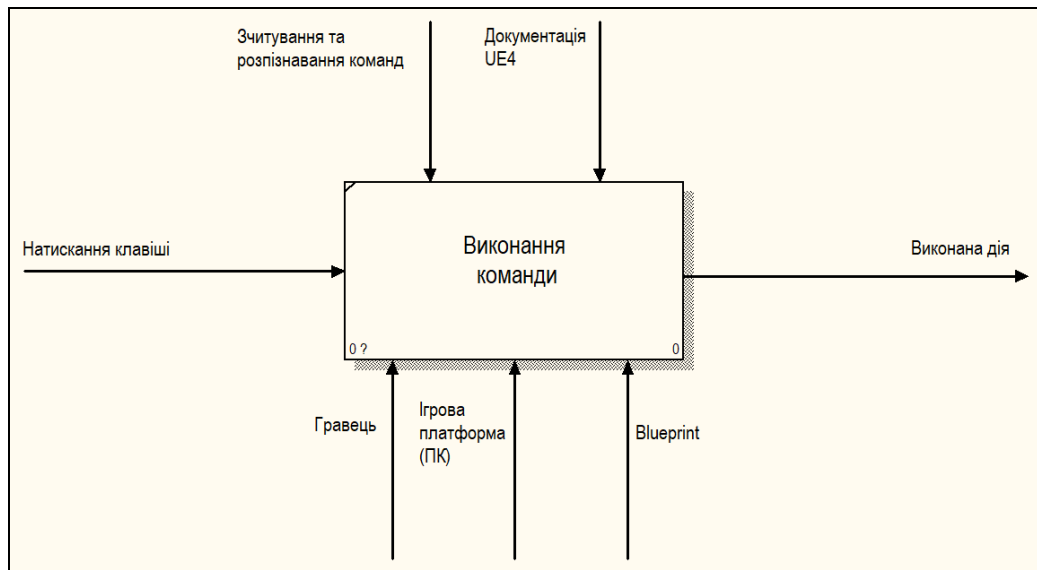 Зчитування та
розпізнавання команд
Документація
UE4
Натискання клавіші
Виконання
команди
Виконана дія
0 ?
0
Гравець
Ігрова
платформа
(ПК)
Blueprint